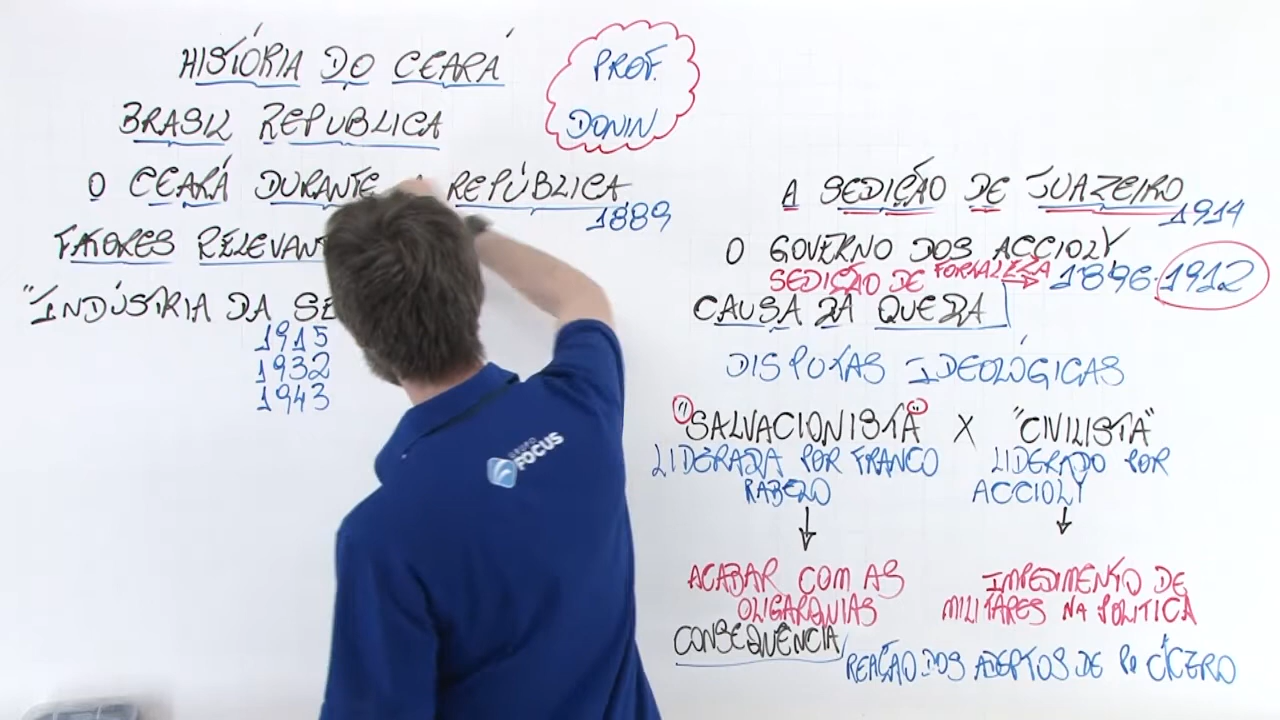 HISTÓRIA DO CEARÁ
BRASIL REPUBLICA
O CEARÁ DURANTE A REPÚBLICA
1889
FATORES RELEVAN
"INDÚSTRIA DA SE
1915
1932
1943
PROF.
DONIN
GRUPO
FOCUS
A SEDIÇÃO DE JUAZEIRO
1914
O GOVERNO DOS ACCIOLY
SEDIÇÃO DE FORTALEZA → 1896-1912
CAUSA DA QUEDA
DISPUTAS IDEOLÓGICAS
"SALVACIONISTA" X "CIVILISTA"
LIDERADA POR FRANCO RABELO
LIDERADO POR ACCIOLY
ACABAR COM AS OLIGARQUIAS
IMPEDIMENTO DE MILITARES NA POLITICA
CONSEQUÊNCIA
REAÇÃO DOS ADEPTOS DE Pe CÍCERO